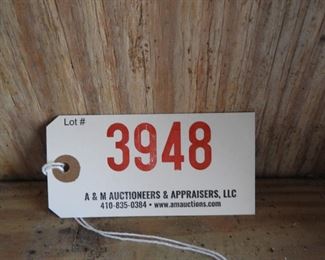 Lot #
3948
A & M AUCTIONEERS & APPRAISERS, LLC
410-835-0384 • www.amauctions.com